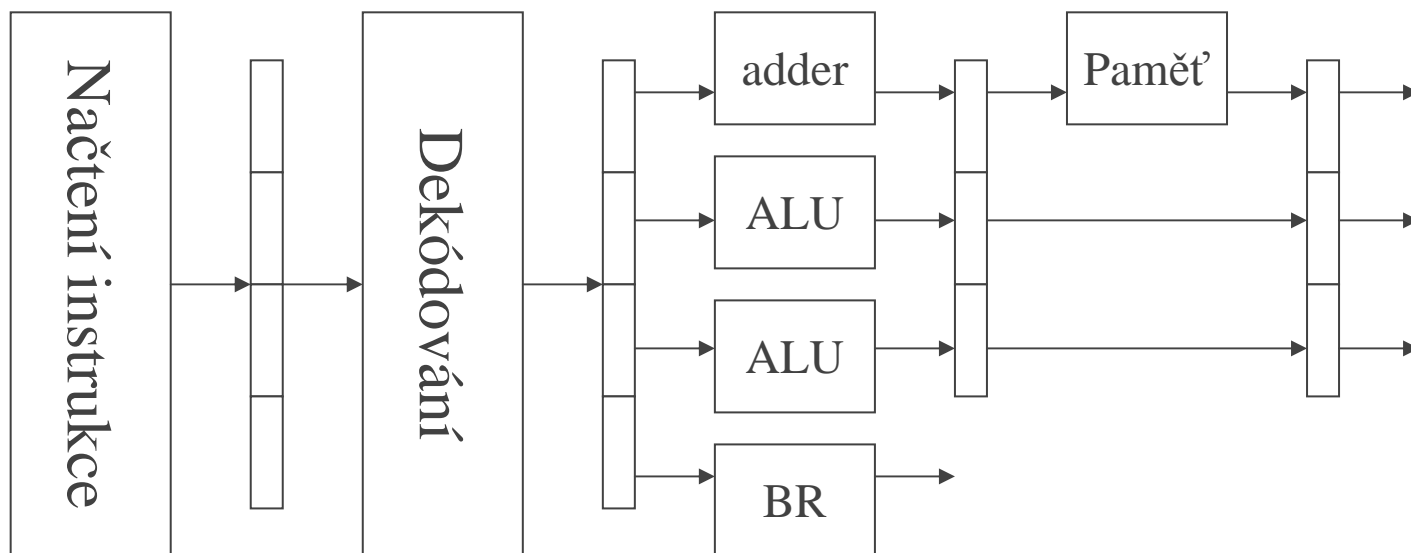 Načtení instrukce
Dekódování
adder
ALU
ALU
BR
Paměť